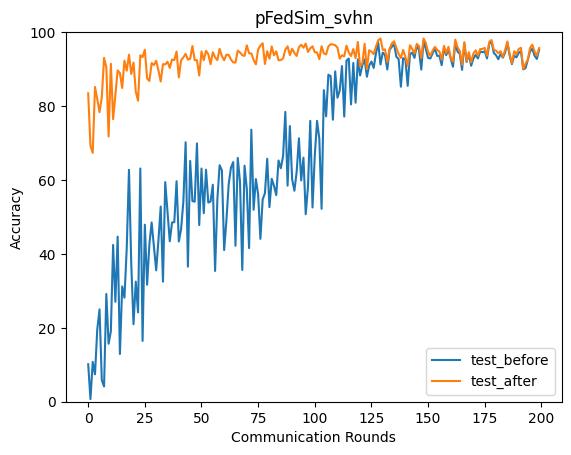 pFedSim_svhn
Accuracy
100
80
60
40
20
0
test_before
test_after
0 25 50 75 100 125 150 175 200
Communication Rounds